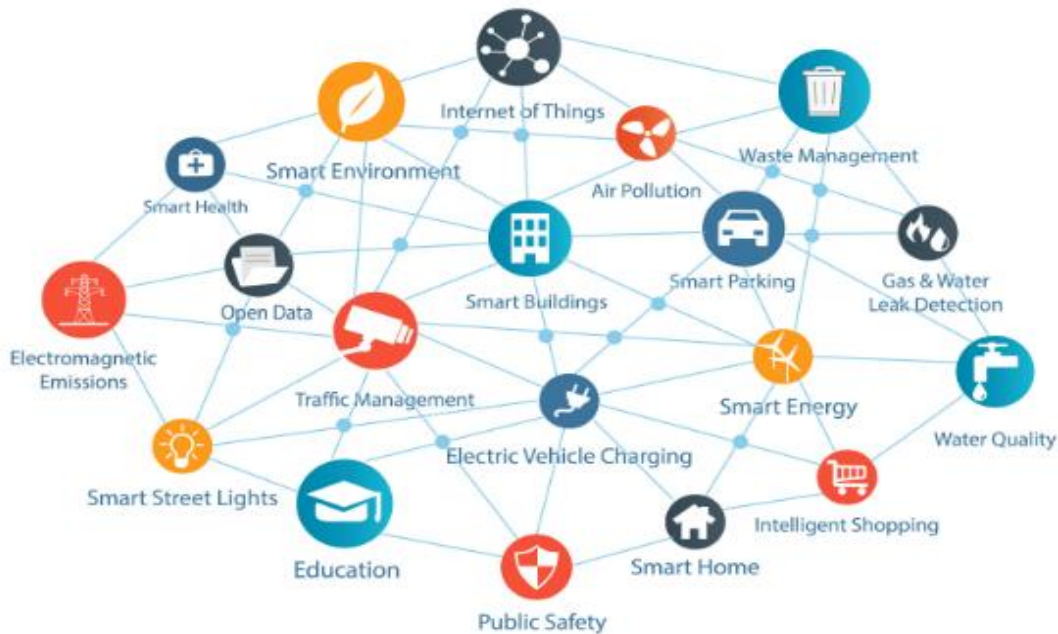 Internet of Things
Waste Management
Smart Environment
Air Pollution
Smart Health
Smart Buildings
Smart Parking
Gas & Water
Leak Detection
Open Data
Electromagnetic
Emissions
Traffic Management
Smart Energy
Water Quality
Electric Vehicle Charging
Smart Street Lights
Intelligent Shopping
Education
Smart Home
Public Safety